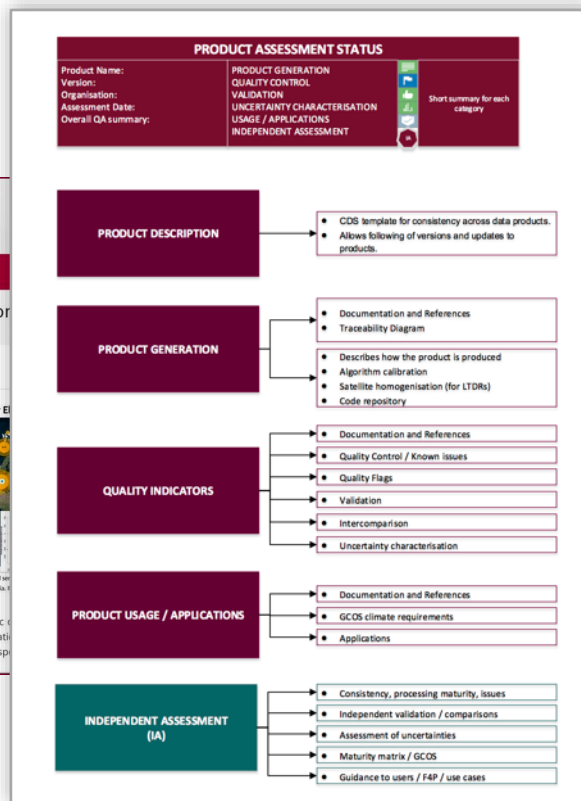 PRODUCT ASSESSMENT STATUS
Product Name:
Version:
Organisation:
Assessment Date:
Overall QA summary:
PRODUCT GENERATION
QUALITY CONTROL
VALIDATION
UNCERTAINTY CHARACTERISATION
USAGE / APPLICATIONS
INDEPENDENT ASSESSMENT
IA
Short summary for each
category
PRODUCT DESCRIPTION
• CDS template for consistency across data products.
• Allows following of versions and updates to
products.
PRODUCT GENERATION
• Documentation and References
• Traceability Diagram
• Describes how the product is produced
• Algorithm calibration
• Satellite homogenisation (for LTDRs)
• Code repository
QUALITY INDICATORS
• Documentation and References
• Quality Control / Known issues
• Quality Flags
• Validation
• Intercomparison
• Uncertainty characterisation
PRODUCT USAGE / APPLICATIONS
• Documentation and References
• GCOS climate requirements
• Applications
INDEPENDENT ASSESSMENT
(IA)
• Consistency, processing maturity, issues
• Independent validation / comparisons
• Assessment of uncertainties
• Maturity matrix / GCOS
• Guidance to users / F4P / use cases